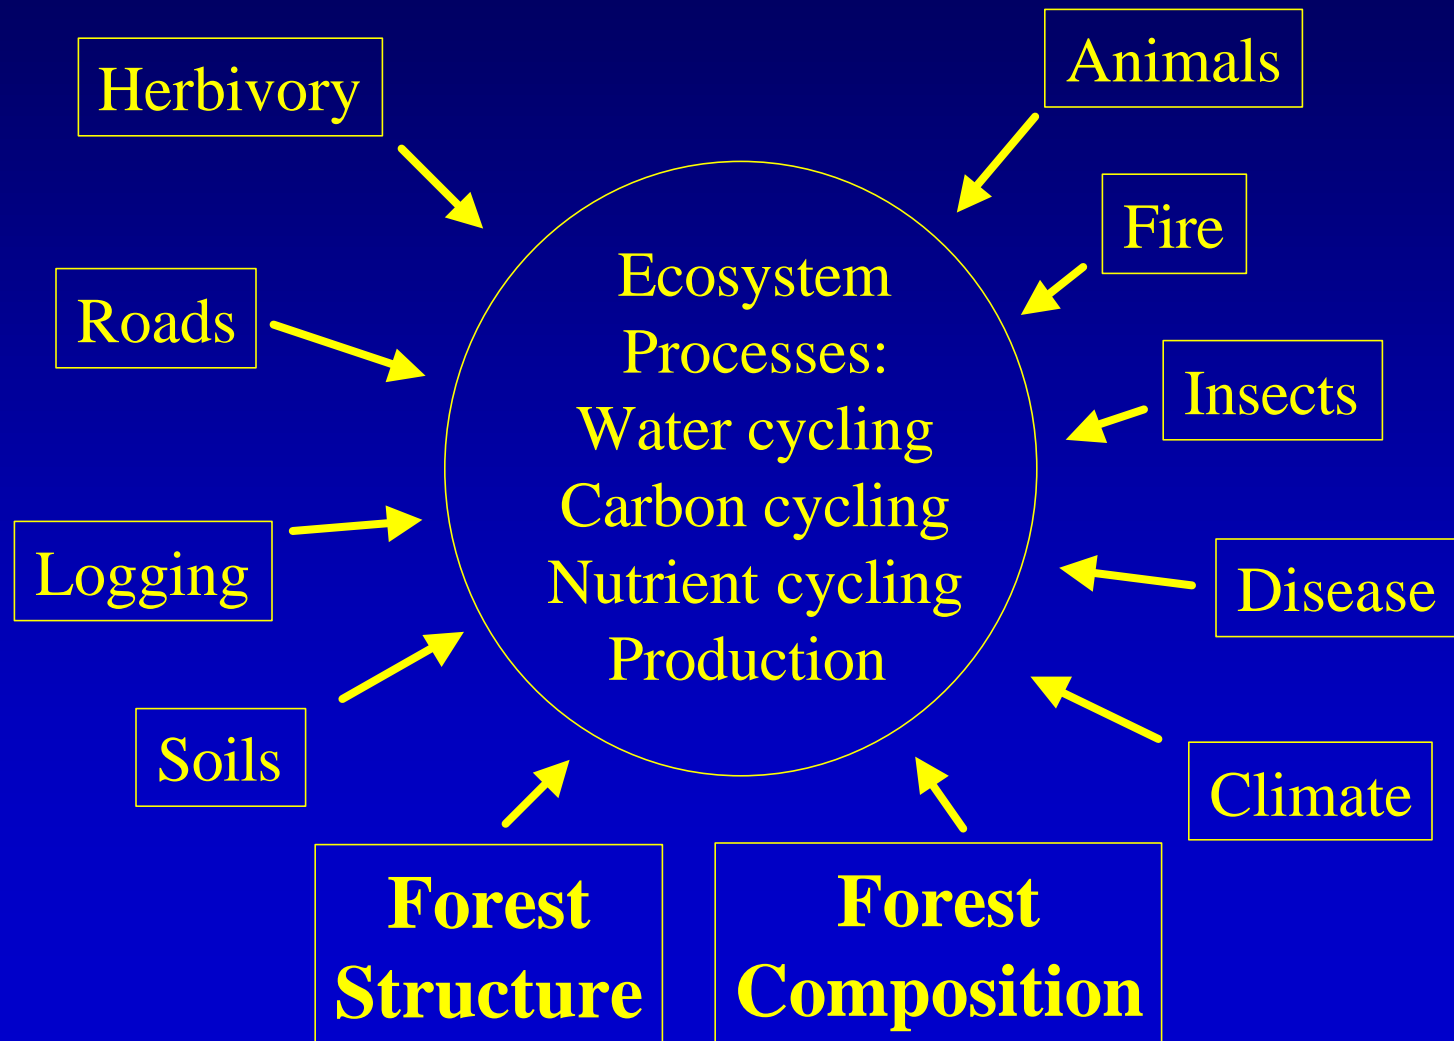 Herbivory
Animals
Fire
Roads
Insects
Ecosystem
Processes:
Water cycling
Carbon cycling
Nutrient cycling
Production
Logging
Disease
Soils
Climate
Forest
Structure
Forest
Composition